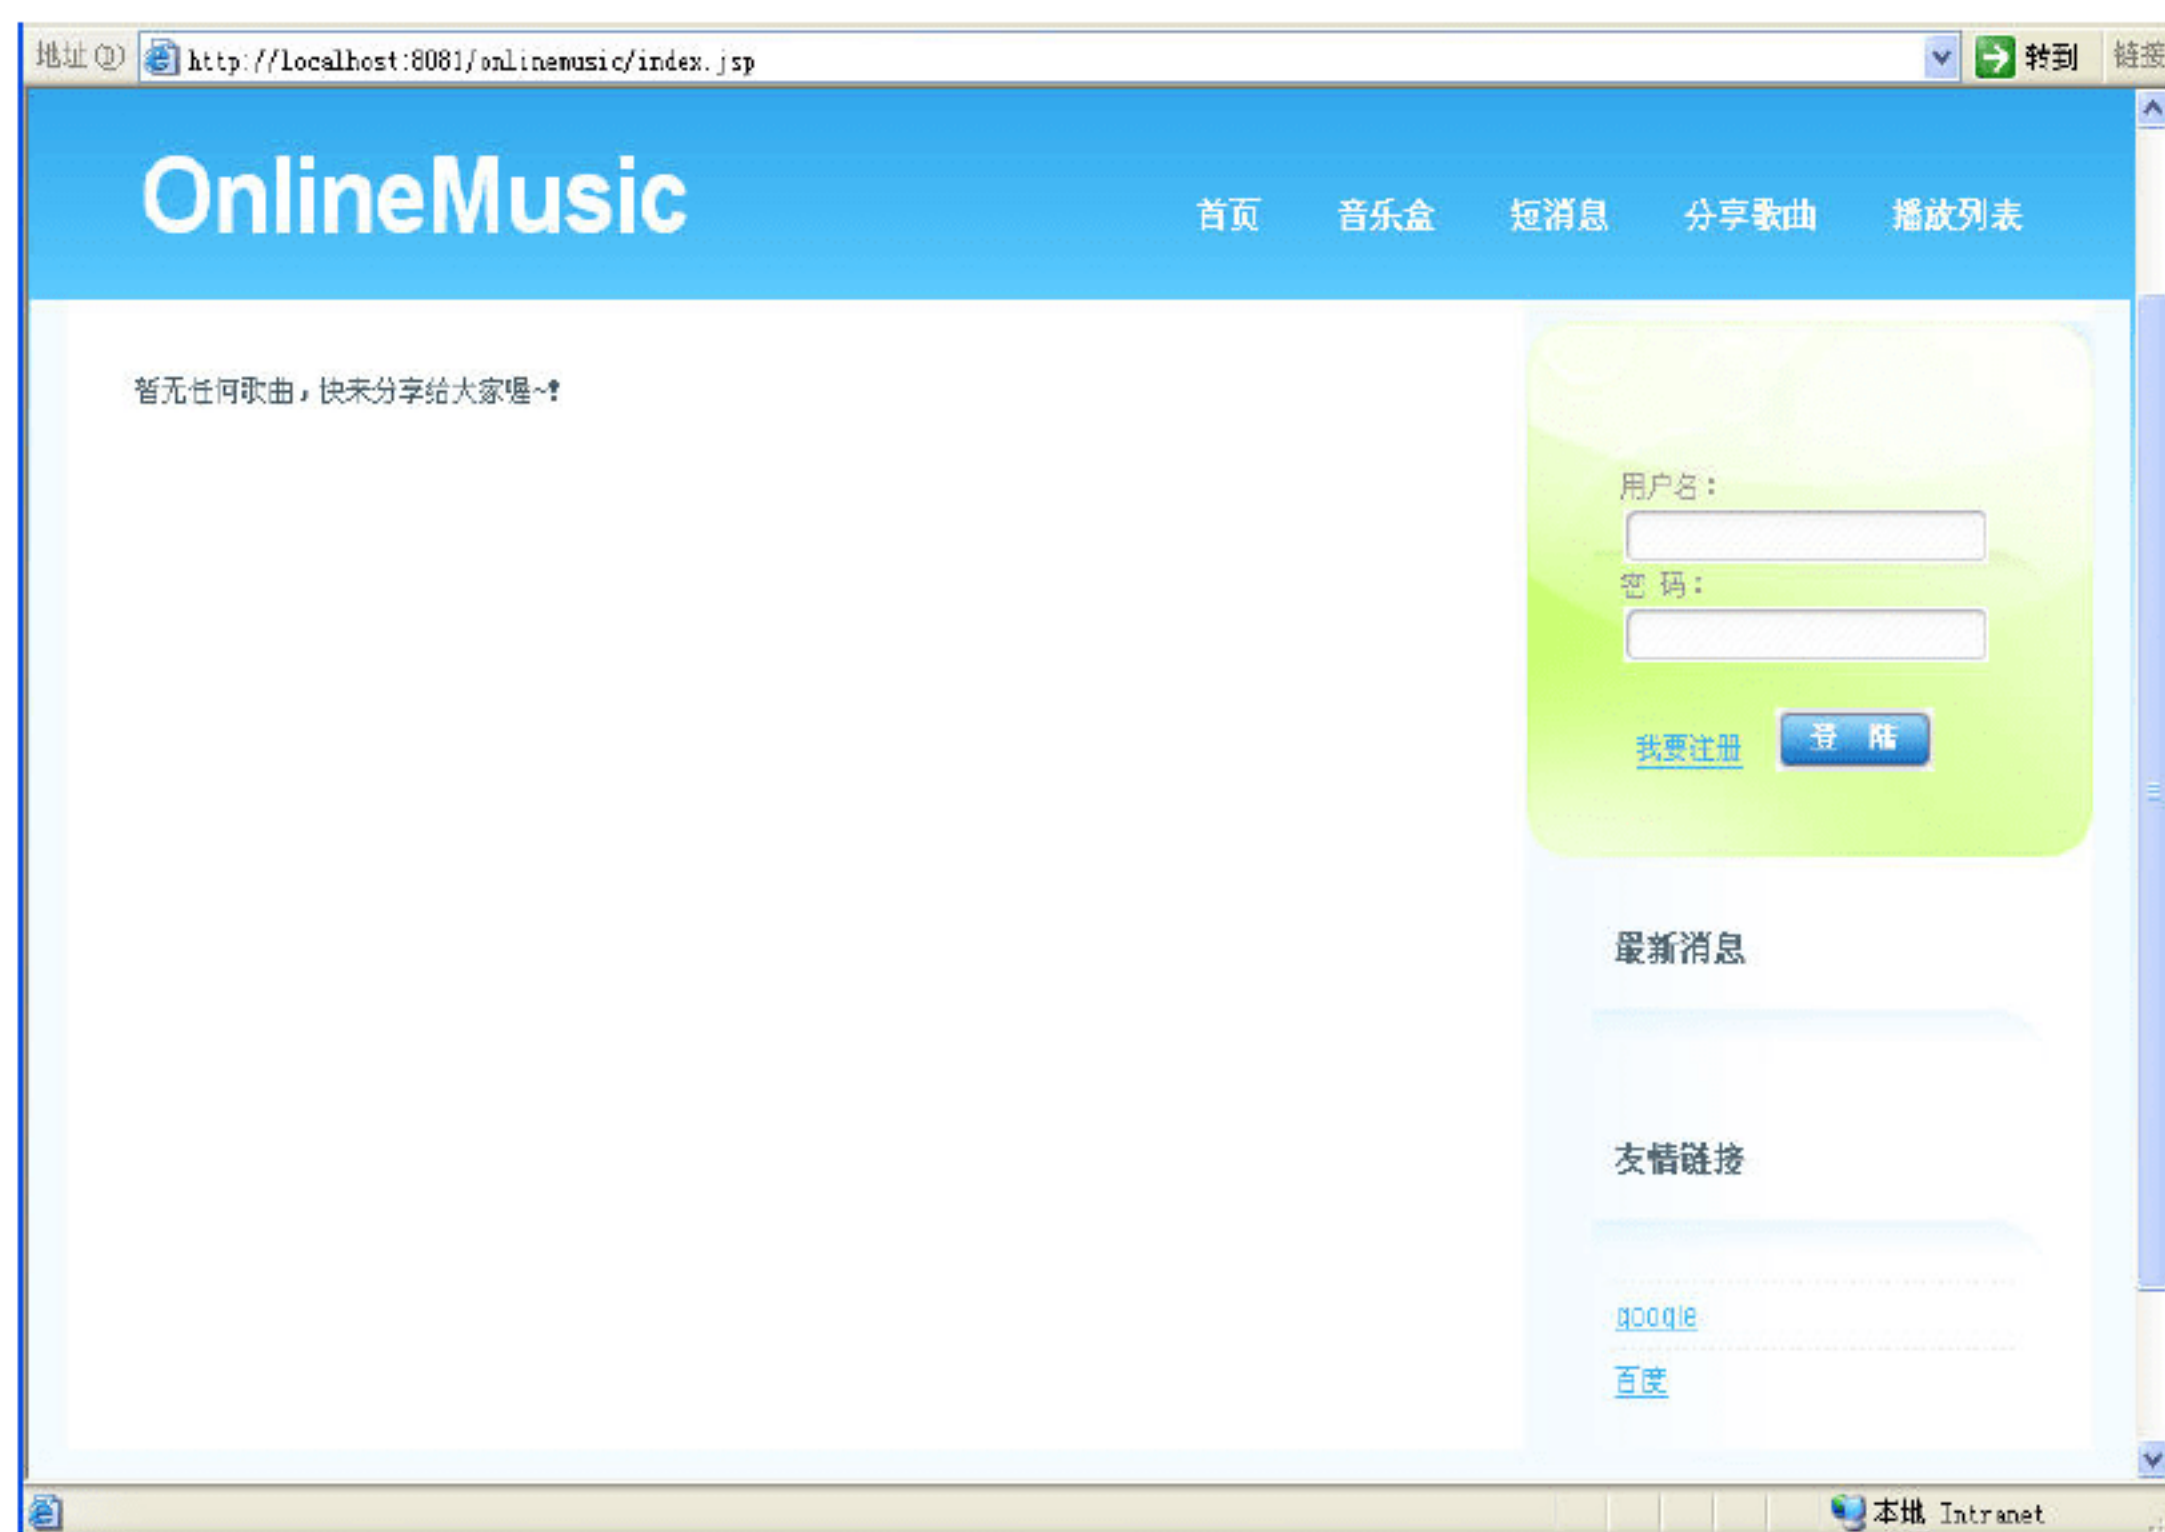 地址(D) http://localhost:8081/onlinemusic/index.jsp 转到 链接
OnlineMusic
首页 音乐盒 短消息 分享歌曲 播放列表
暂无任何歌曲,快来分享给大家喔~!
用户名:
密 码:
我要注册 登 陆
最新消息
友情链接
google
百度
本地 Intranet